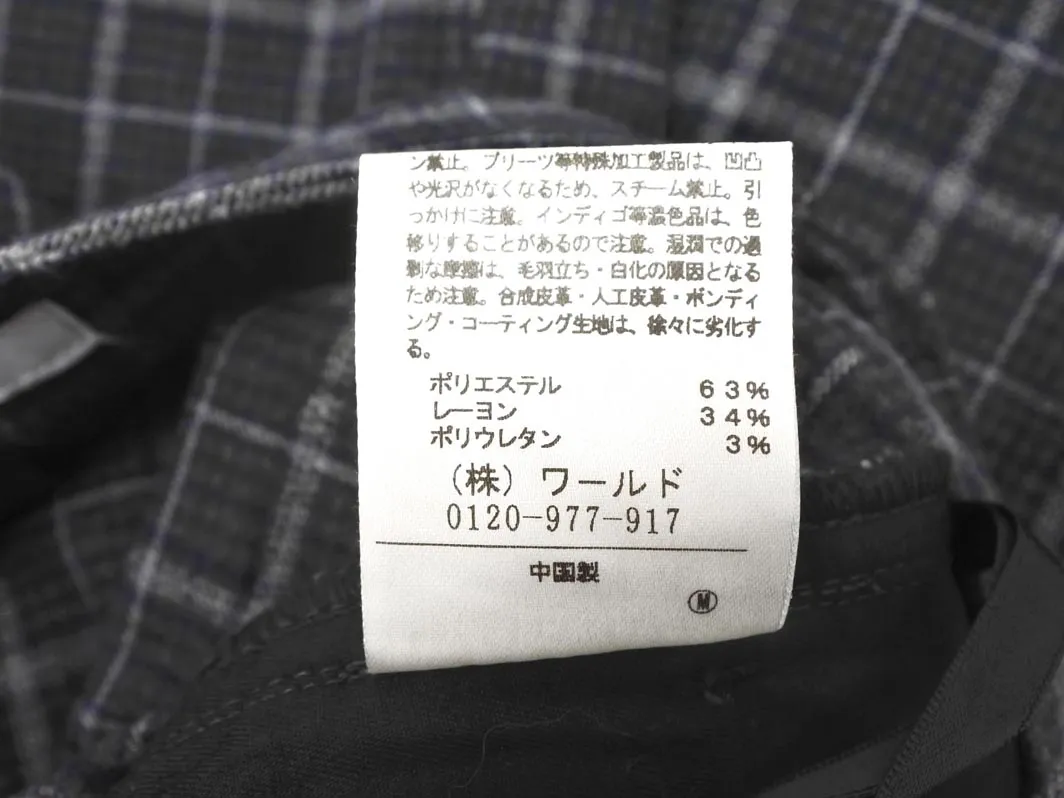 ン禁止。プリーツ等特殊加工製品は、凹凸
や光沢がなくなるため、スチーム禁止。引
っかけに注意。インディゴ等濃色品は、色
移りすることがあるので注意。湿潤での過
剰な摩擦は、毛羽立ち・白化の原因となる
ため注意。合成皮革・人工皮革・ボンディ
ング・コーティング生地は、徐々に劣化す
る。
ポリエステル 63%
レーヨン 34%
ポリウレタン 3%
(株) ワールド
0120-977-917
中国製
Ⓜ